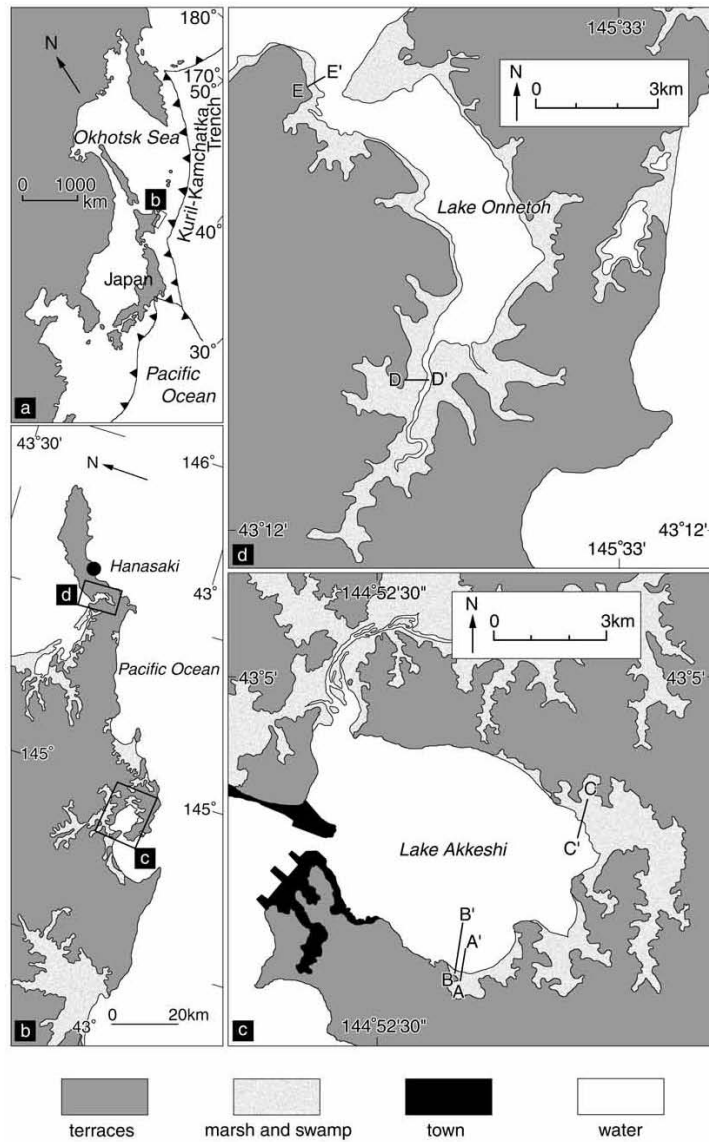 180°
N
170°
50°
Okhotsk Sea
Kuril-Kamchatka
Trench
0 1000
km
b
40°
Japan
30°
Pacific
Ocean
a
145°33'
N
0 3km
E E'
Lake Onnetoh
D D'
43°12'
43°12'
145°33'
d
43°30'
N
146°
Hanasaki
43°
d
Pacific Ocean
145°
145°
c
0 20km
43°
b
144°52'30"
N
0 3km
43°5'
43°5'
C
C'
Lake Akkeshi
B'
A'
B
A
144°52'30"
c
terraces marsh and swamp town water